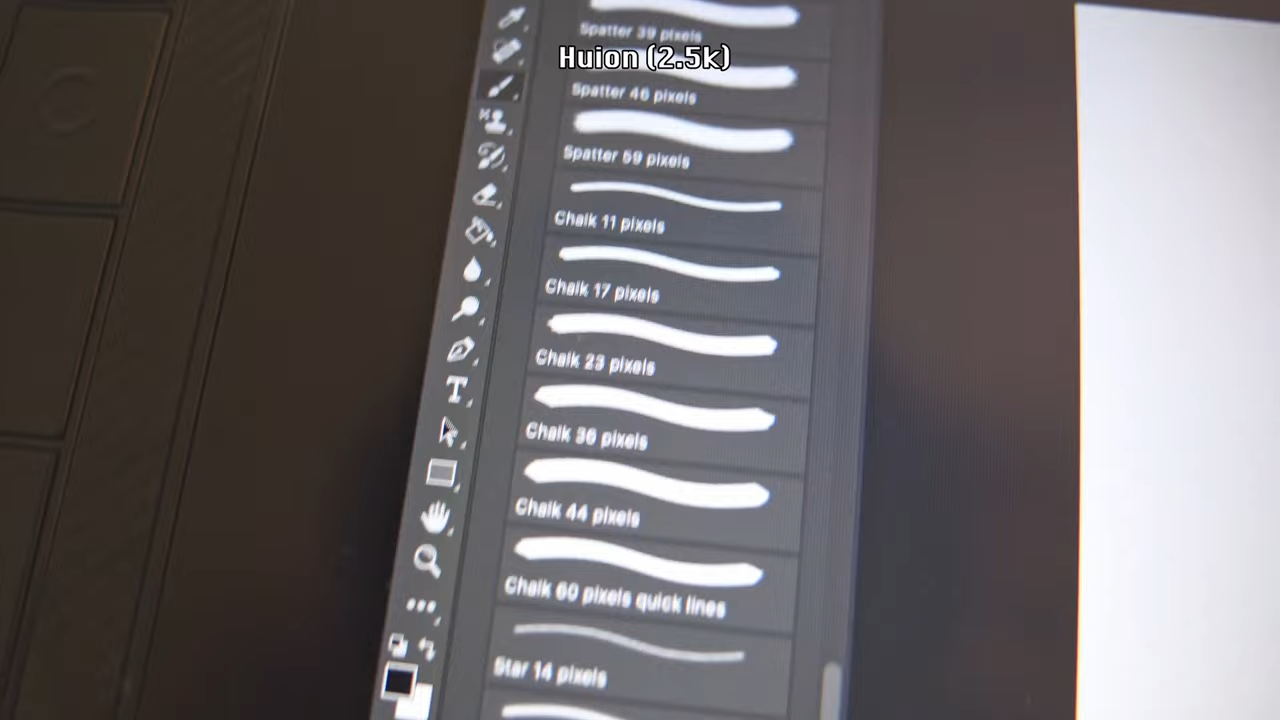 Spatter 39 pixels
Huion (2.5k)
Spatter 46 pixels
Spatter 59 pixels
Chalk 11 pixels
Chalk 17 pixels
Chalk 23 pixels
Chalk 36 pixels
Chalk 44 pixels
Chalk 60 pixels quick lines
Star 14 pixels